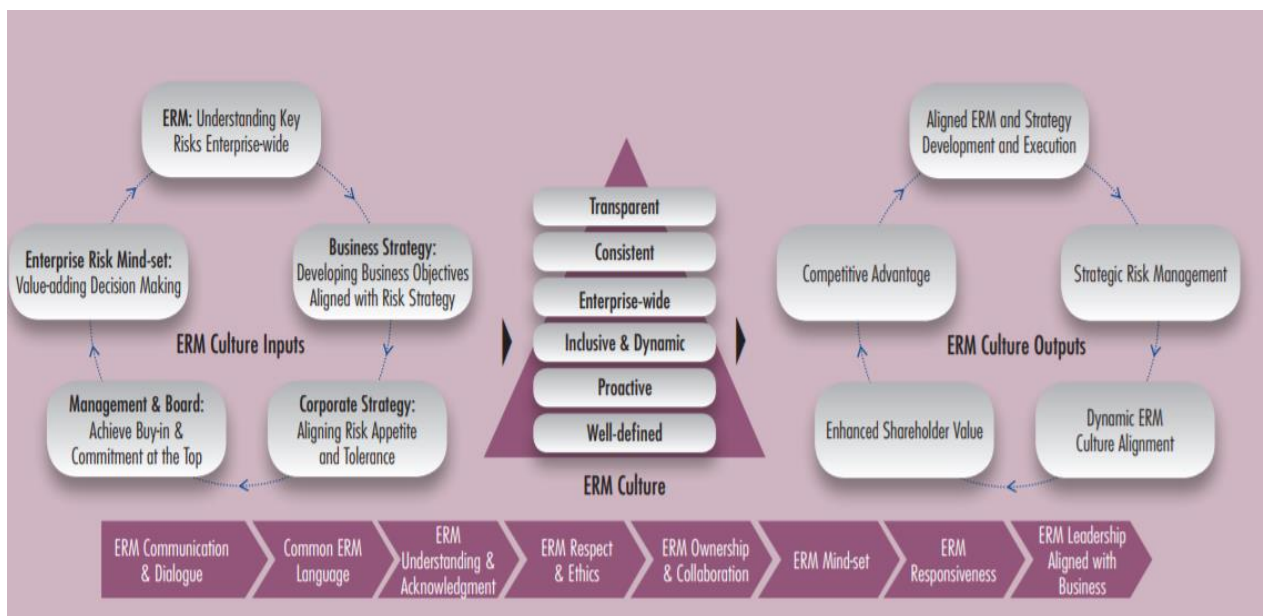 ERM: Understanding Key
Risks Enterprise-wide
Business Strategy:
Developing Business Objectives
Aligned with Risk Strategy
Corporate Strategy:
Aligning Risk Appetite
and Tolerance
Management & Board:
Achieve Buy-in &
Commitment at the Top
Enterprise Risk Mind-set:
Value-adding Decision Making
ERM Culture Inputs
Transparent
Consistent
Enterprise-wide
Inclusive & Dynamic
Proactive
Well-defined
ERM Culture
Aligned ERM and Strategy
Development and Execution
Strategic Risk Management
Dynamic ERM
Culture Alignment
Enhanced Shareholder Value
Competitive Advantage
ERM Culture Outputs
ERM Communication
& Dialogue
Common ERM
Language
ERM
Understanding &
Acknowledgment
ERM Respect
& Ethics
ERM Ownership
& Collaboration
ERM Mind-set
ERM
Responsiveness
ERM Leadership
Aligned with
Business